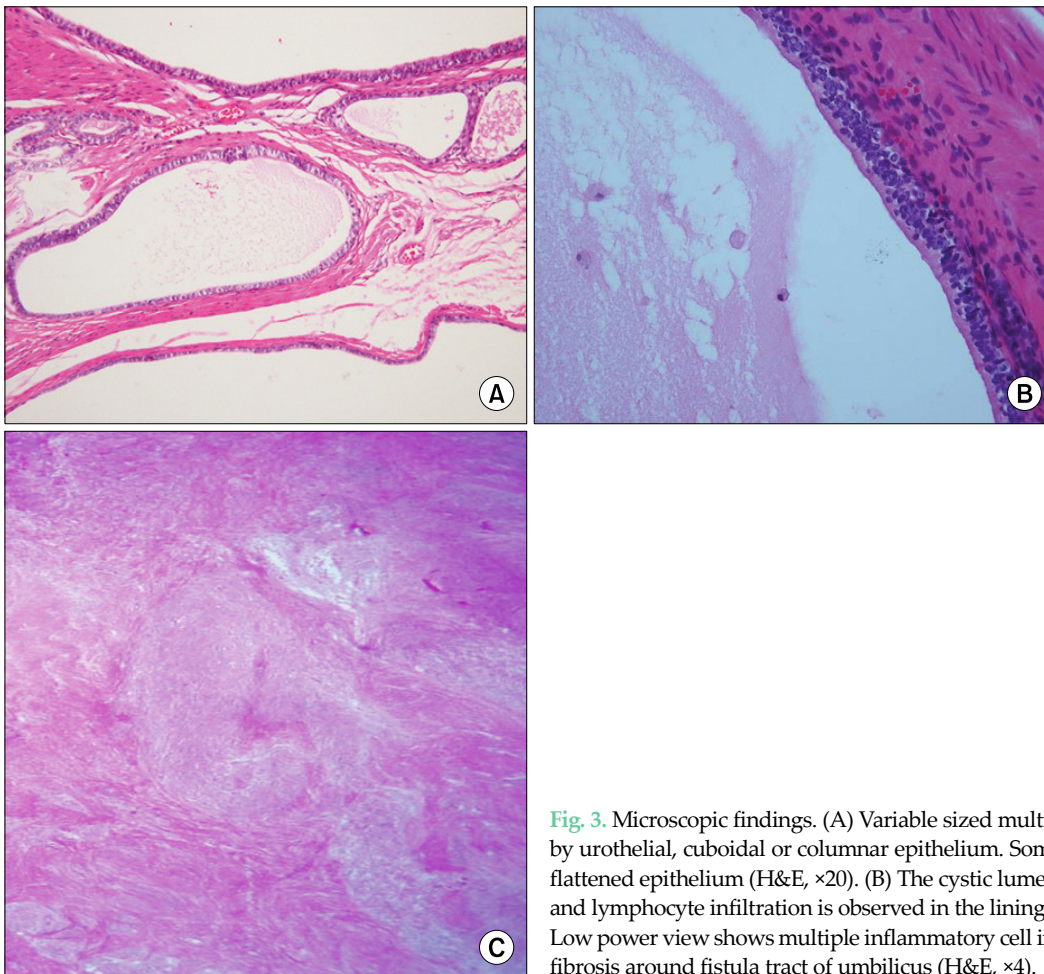 A
B
C
Fig. 3. Microscopic findings. (A) Variable sized mult
by urothelial, cuboidal or columnar epithelium. Som
flattened epithelium (H&E, ×20). (B) The cystic lume
and lymphocyte infiltration is observed in the lining
Low power view shows multiple inflammatory cell i
fibrosis around fistula tract of umbilicus (H&E, ×4).